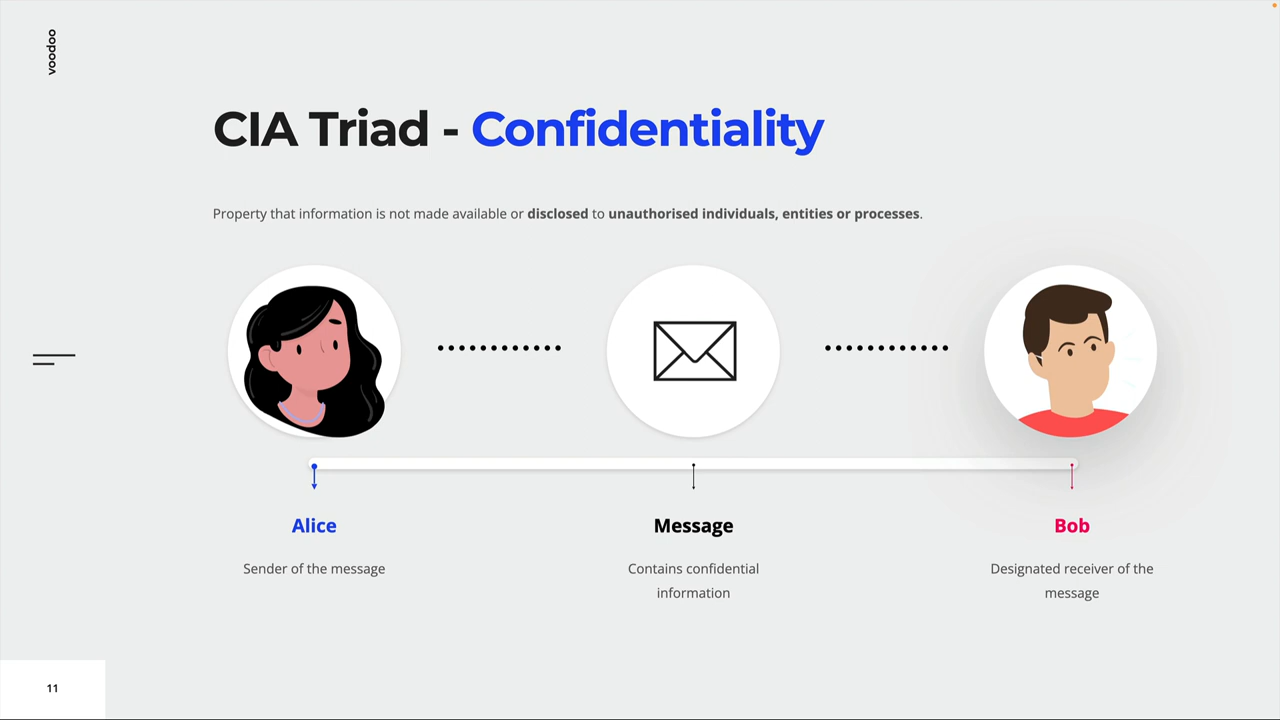 voodoo
CIA Triad - Confidentiality
Property that information is not made available or disclosed to unauthorised individuals, entities or processes.
Alice
Sender of the message
Message
Contains confidential
information
Bob
Designated receiver of the
message
11